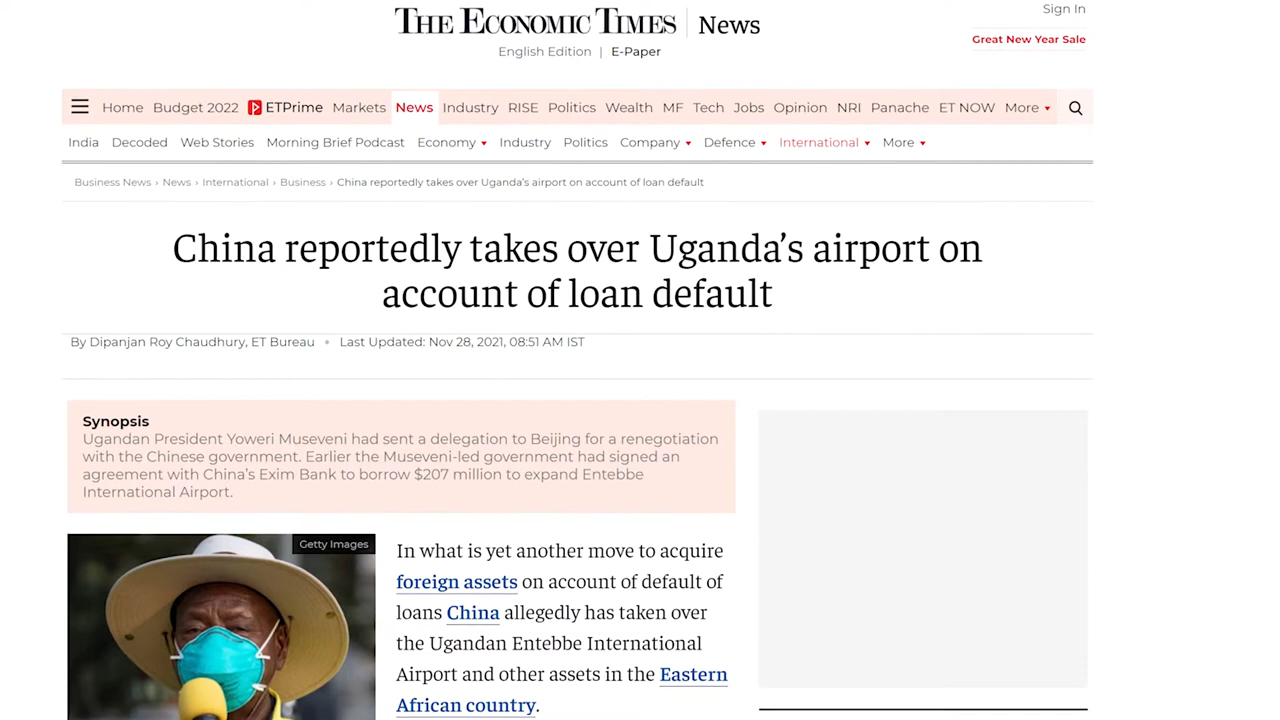 THE ECONOMIC TIMES | News
Sign In
English Edition | E-Paper
Great New Year Sale
Home Budget 2022 ETPrime Markets News Industry RISE Politics Wealth MF Tech Jobs Opinion NRI Panache ET NOW More
India Decoded Web Stories Morning Brief Podcast Economy Industry Politics Company Defence International More
Business News › News › International › Business › China reportedly takes over Uganda's airport on account of loan default
China reportedly takes over Uganda’s airport on
account of loan default
By Dipanjan Roy Chaudhury, ET Bureau • Last Updated: Nov 28, 2021, 08:51 AM IST
Synopsis
Ugandan President Yoweri Museveni had sent a delegation to Beijing for a renegotiation
with the Chinese government. Earlier the Museveni-led government had signed an
agreement with China's Exim Bank to borrow $207 million to expand Entebbe
International Airport.
Getty Images
In what is yet another move to acquire
foreign assets on account of default of
loans China allegedly has taken over
the Ugandan Entebbe International
Airport and other assets in the Eastern
African country.